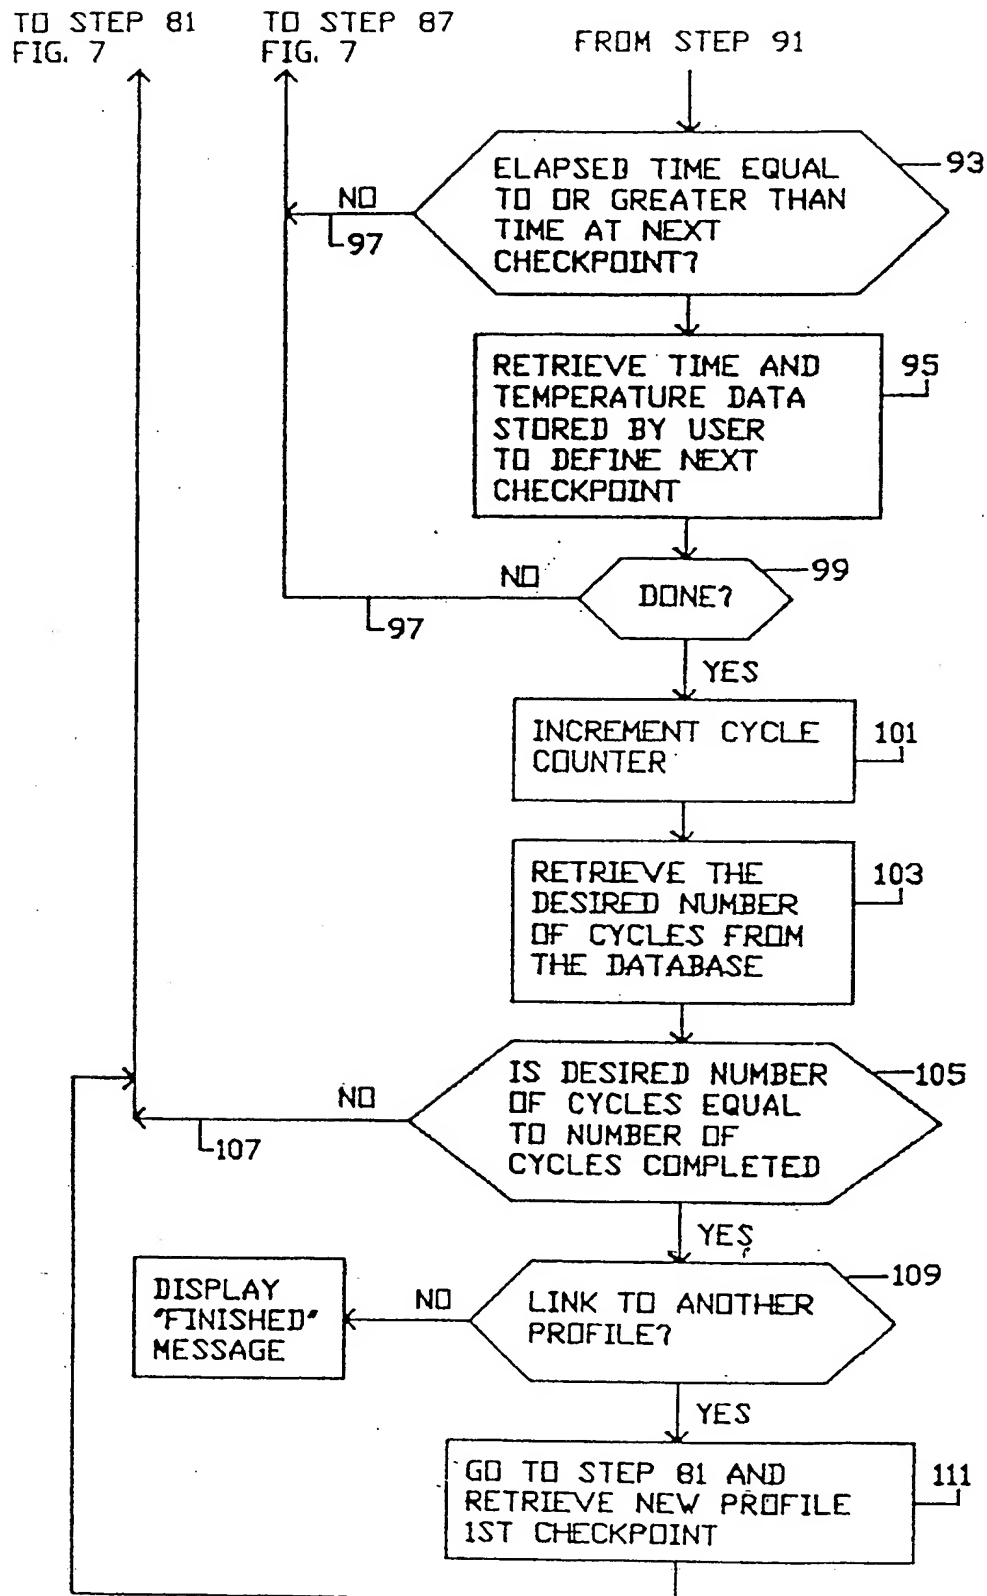 TO STEP 81
FIG. 7
TO STEP 87
FIG. 7
FROM STEP 91
ELAPSED TIME EQUAL
TO OR GREATER THAN
TIME AT NEXT
CHECKPOINT?
93
NO
97
RETRIEVE TIME AND
TEMPERATURE DATA
STORED BY USER
TO DEFINE NEXT
CHECKPOINT
95
DONE?
99
NO
97
YES
INCREMENT CYCLE
COUNTER
101
RETRIEVE THE
DESIRED NUMBER
OF CYCLES FROM
THE DATABASE
103
IS DESIRED NUMBER
OF CYCLES EQUAL
TO NUMBER OF
CYCLES COMPLETED
105
NO
107
YES
LINK TO ANOTHER
PROFILE?
109
NO
DISPLAY
"FINISHED"
MESSAGE
YES
GO TO STEP 81 AND
RETRIEVE NEW PROFILE
1ST CHECKPOINT
111